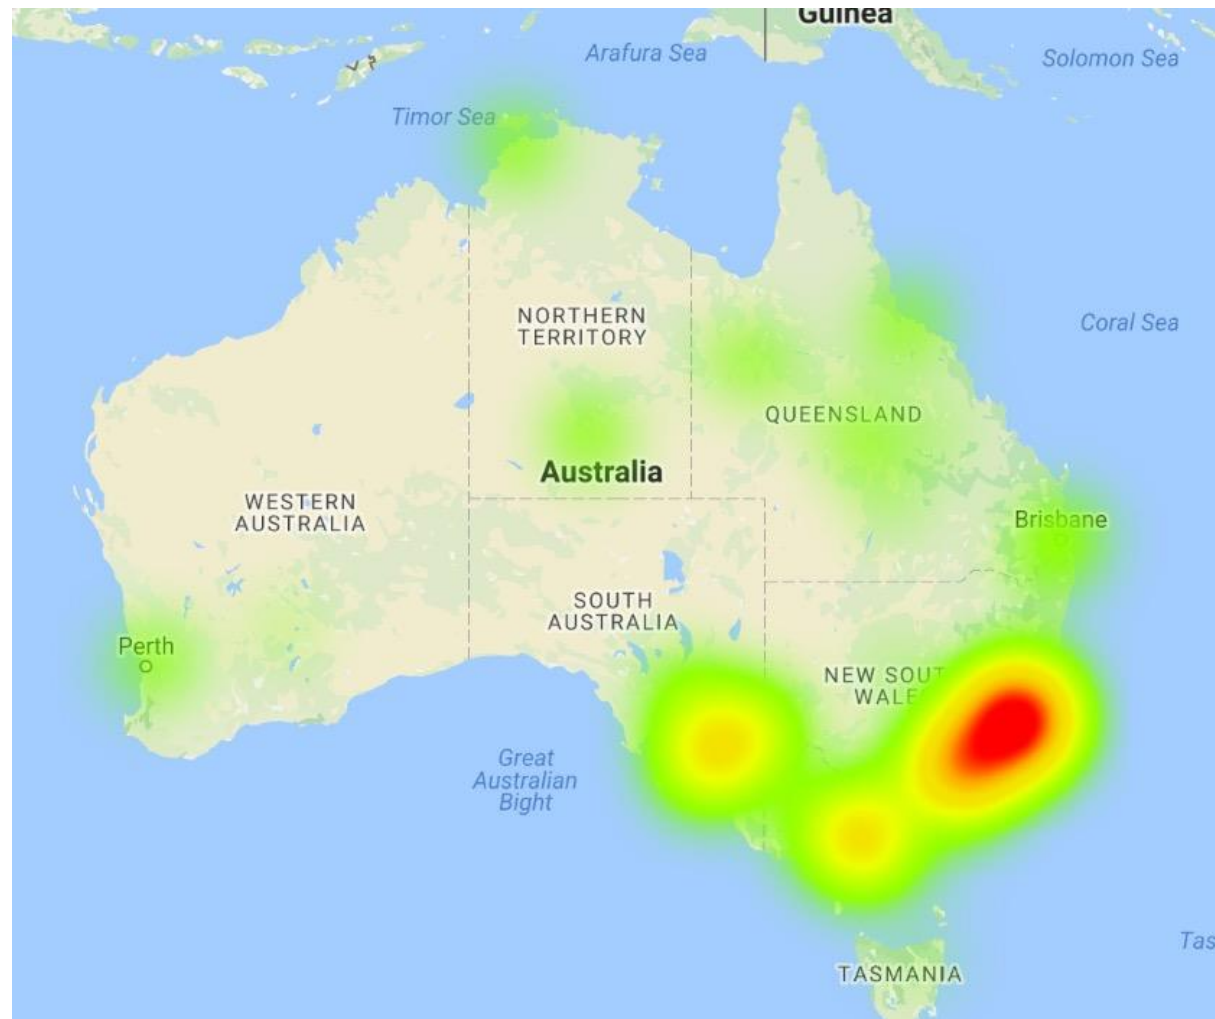 Guinea
Arafura Sea
Solomon Sea
Timor Sea
NORTHERN
TERRITORY
Coral Sea
QUEENSLAND
Australia
WESTERN
AUSTRALIA
Brisbane
SOUTH
AUSTRALIA
Perth
NEW SOUT
WALE
Great
Australian
Bight
Tas
TASMANIA